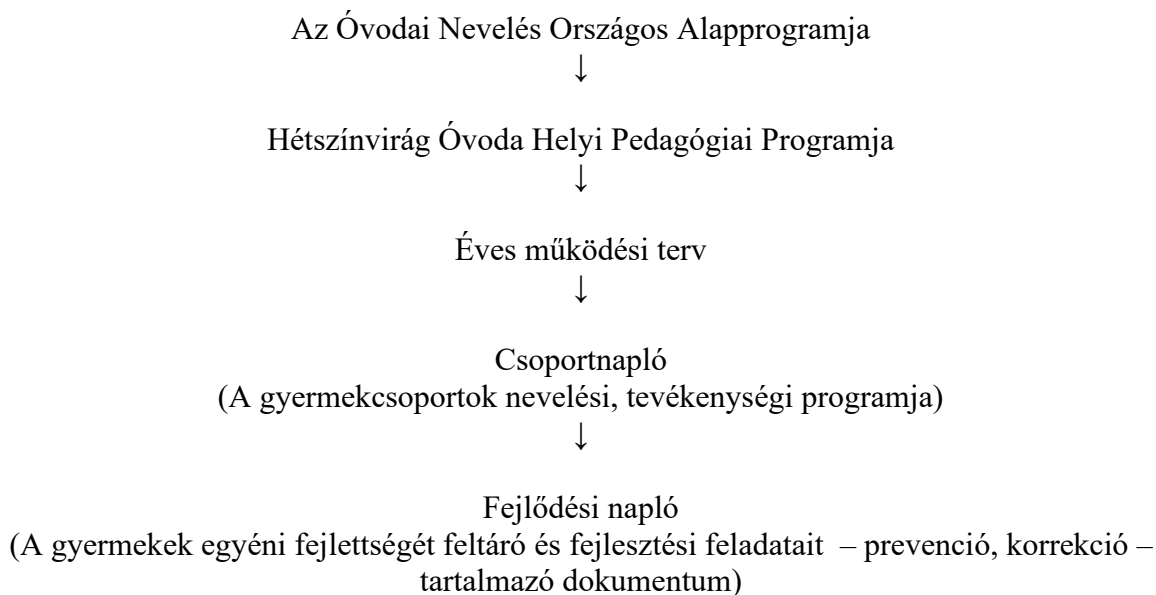 Az Óvodai Nevelés Országos Alapprogramja
↓
Hétszínvirág Óvoda Helyi Pedagógiai Programja
↓
Éves működési terv
↓
Csoportnapló
(A gyermekcsoportok nevelési, tevékenységi programja)
↓
Fejlődési napló
(A gyermekek egyéni fejlettségét feltáró és fejlesztési feladatait – prevenció, korrekció –
tartalmazó dokumentum)